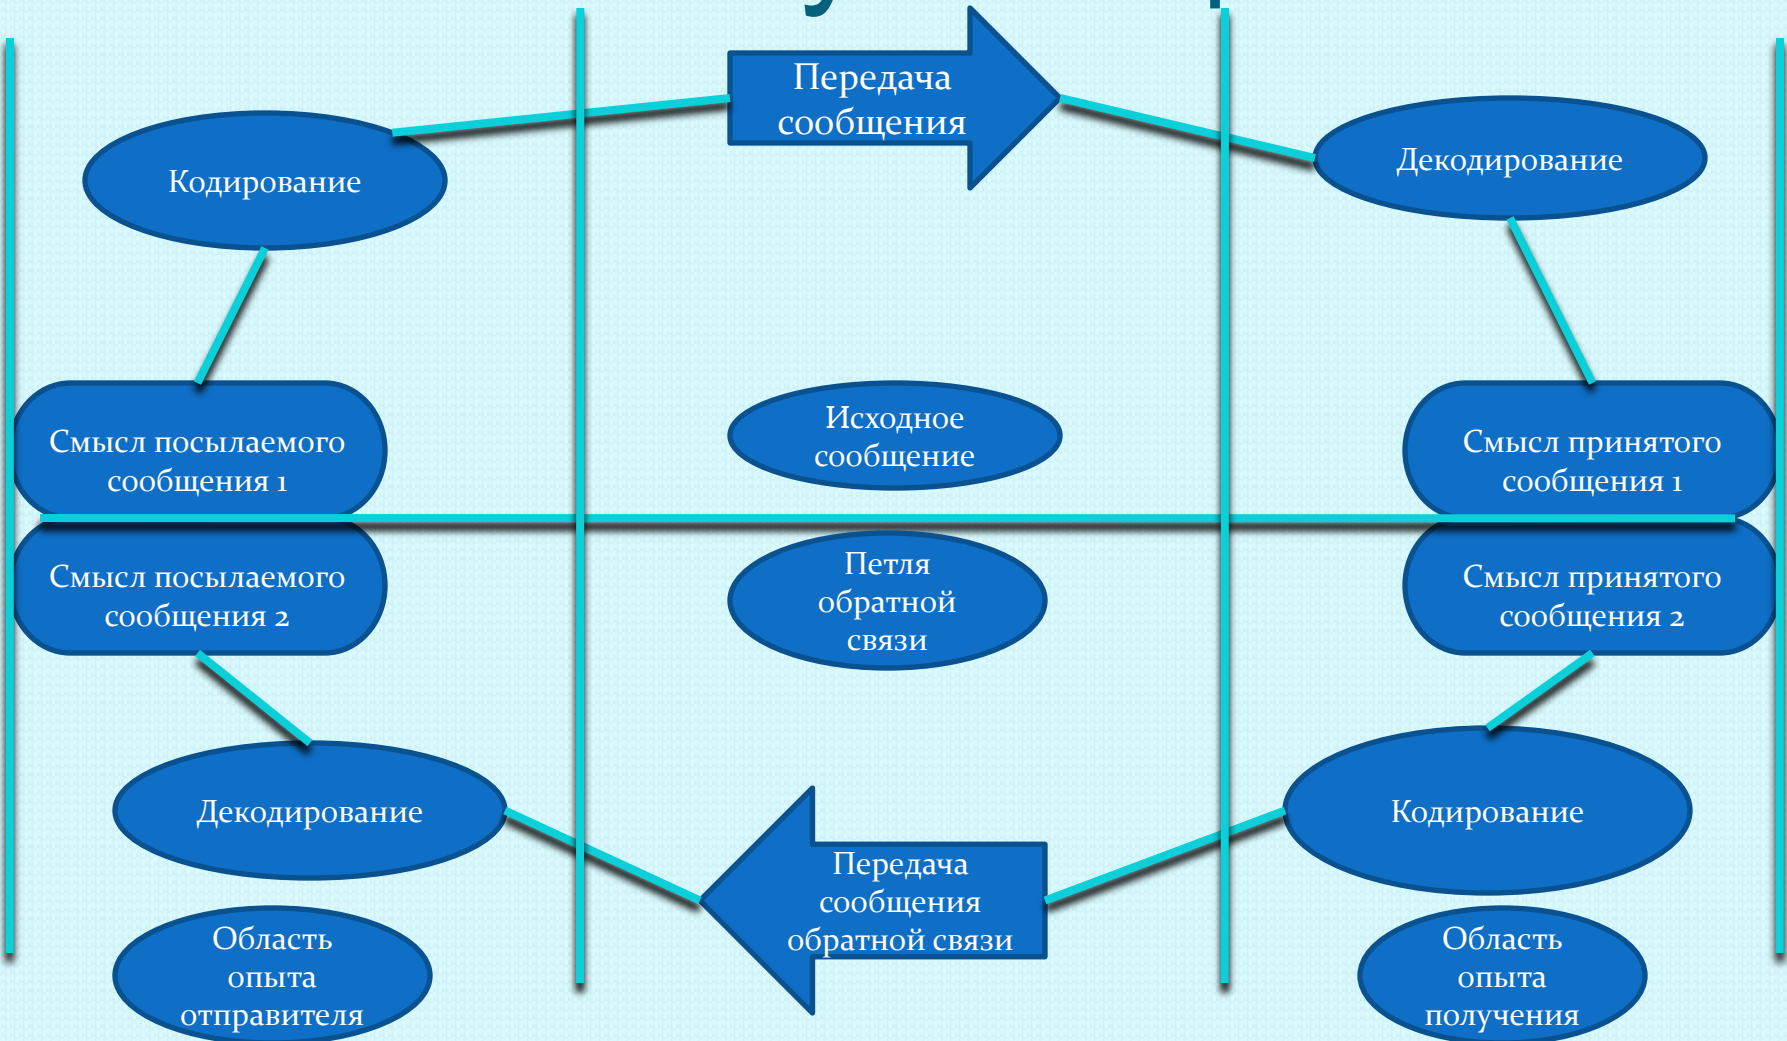 Передача
сообщения
Кодирование
Декодирование
Исходное
сообщение
Смысл посылаемого
сообщения 1
Смысл принятого
сообщения 1
Петля
обратной
связи
Смысл посылаемого
сообщения 2
Смысл принятого
сообщения 2
Декодирование
Кодирование
Передача
сообщения
обратной связи
Область
опыта
отправителя
Область
опыта
получения